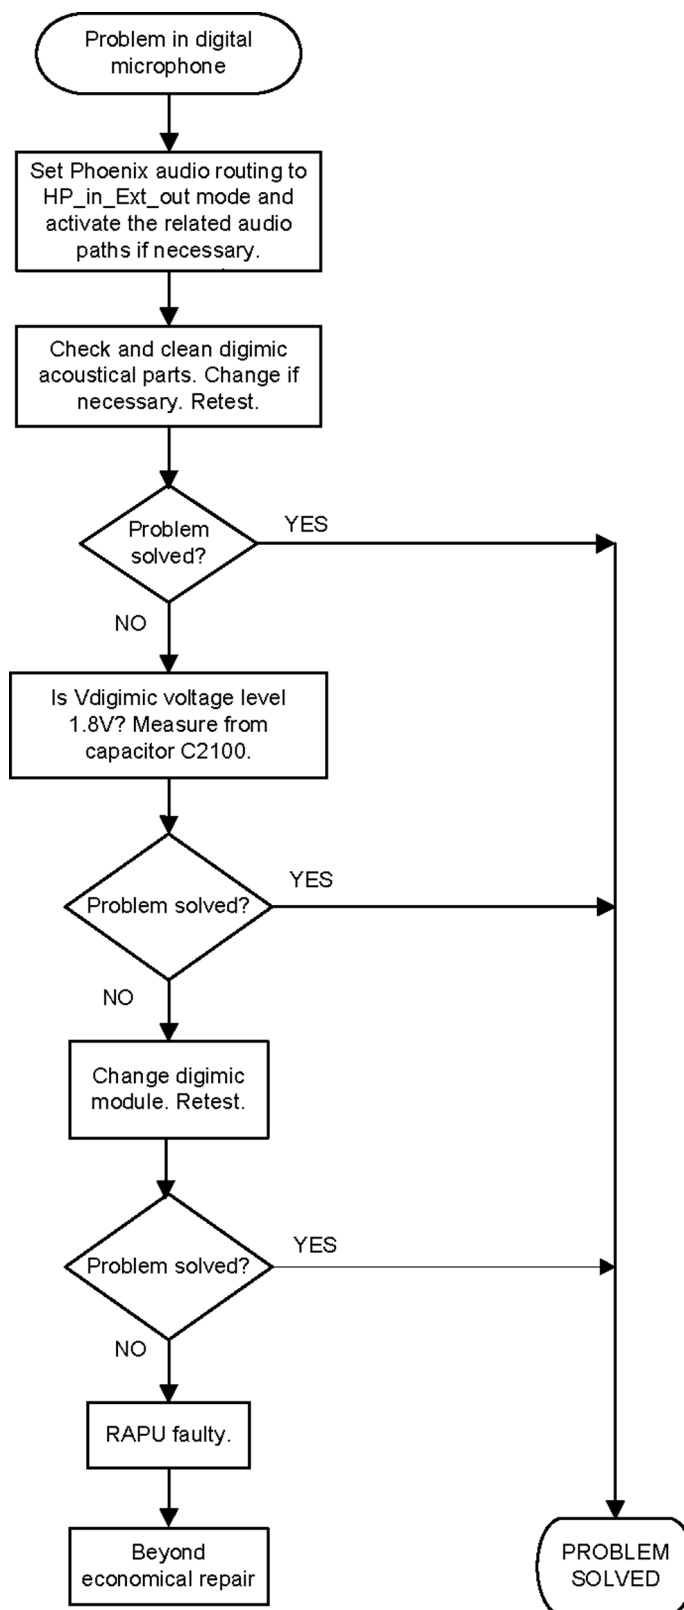 Problem in digital
microphone
Set Phoenix audio routing to
HP_in_Ext_out mode and
activate the related audio
paths if necessary.
Check and clean digimic
acoustical parts. Change if
necessary. Retest.
Problem
solved?
YES
NO
Is Vdigimic voltage level
1.8V? Measure from
capacitor C2100.
Problem solved?
YES
NO
Change digimic
module. Retest.
Problem solved?
YES
NO
RAPU faulty.
Beyond
economical repair
PROBLEM
SOLVED